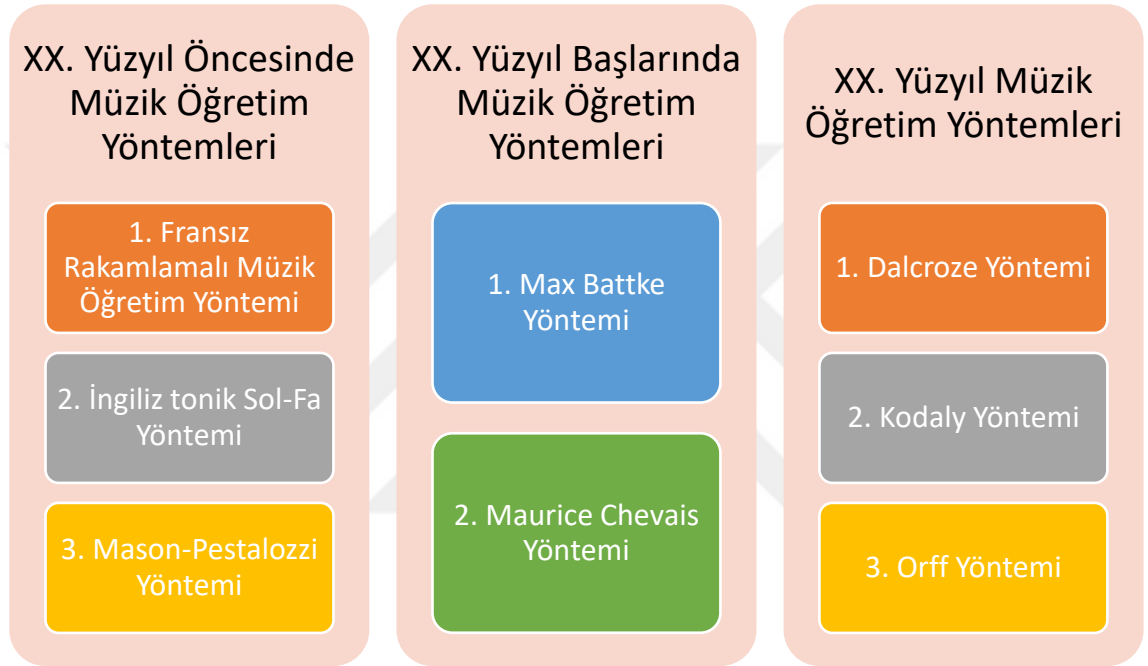 XX. Yüzyıl Öncesinde
Müzik Öğretim
Yöntemleri
1. Fransız
Rakamlamalı Müzik
Öğretim Yöntemi
2. İngiliz tonik Sol-Fa
Yöntemi
3. Mason-Pestalozzi
Yöntemi
XX. Yüzyıl Başlarında
Müzik Öğretim
Yöntemleri
1. Max Battke
Yöntemi
2. Maurice Chevais
Yöntemi
XX. Yüzyıl Müzik
Öğretim Yöntemleri
1. Dalcroze Yöntemi
2. Kodaly Yöntemi
3. Orff Yöntemi